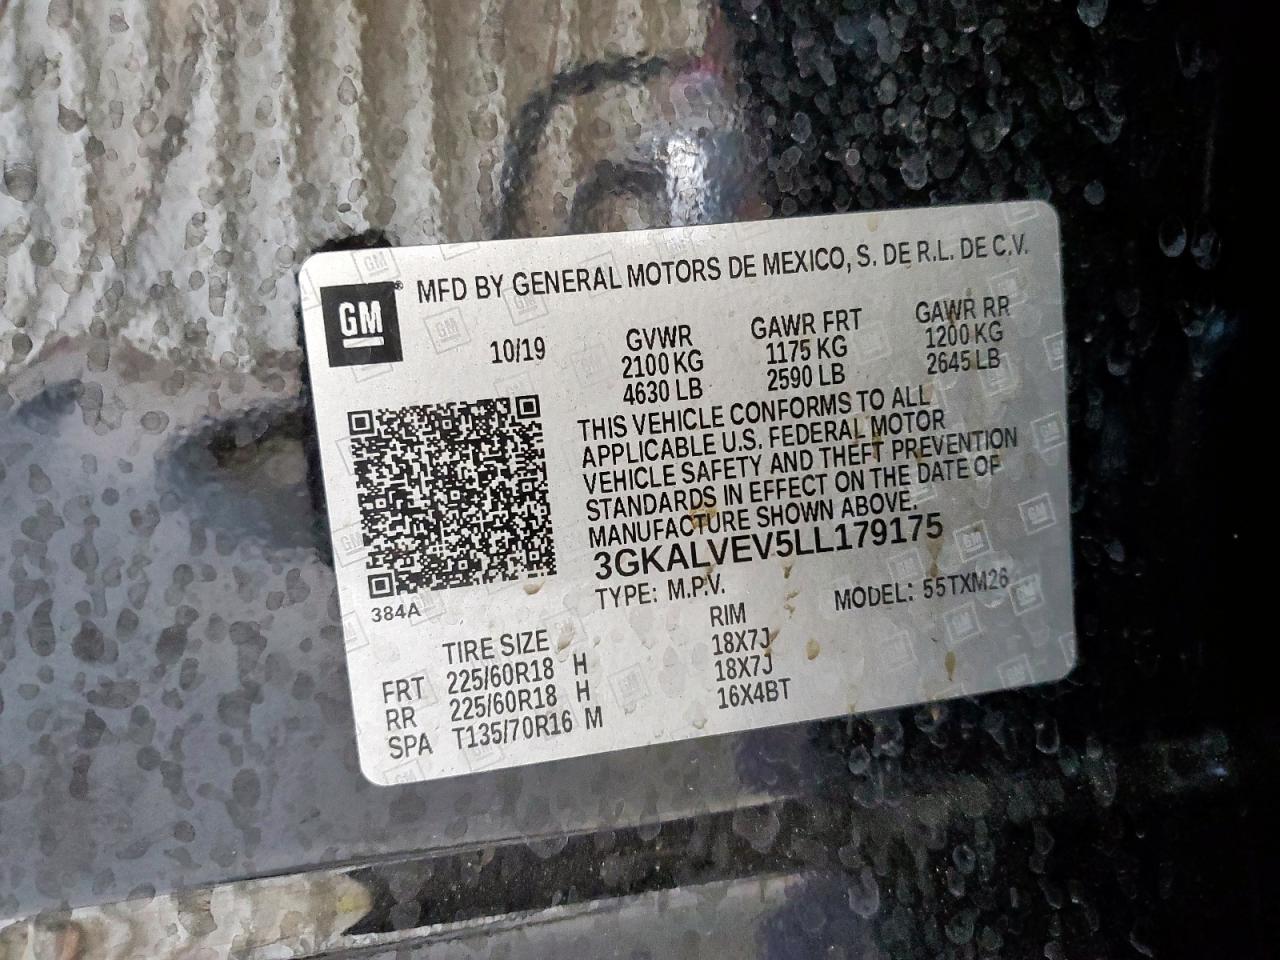 GM® MFD BY GENERAL MOTORS DE MEXICO, S. DE R.L. DE C.V.
10/19 GVWR GAWR FRT GAWR RR
2100 KG 1175 KG 1200 KG
4630 LB 2590 LB 2645 LB
THIS VEHICLE CONFORMS TO ALL
APPLICABLE U.S. FEDERAL MOTOR
VEHICLE SAFETY AND THEFT PREVENTION
STANDARDS IN EFFECT ON THE DATE OF
MANUFACTURE SHOWN ABOVE.
3GKALVEV5LL179175
384A TYPE: M.P.V. MODEL: 55TXM26
TIRE SIZE RIM
FRT 225/60R18 H 18X7J
RR 225/60R18 H 18X7J
SPA T135/70R16 M 16X4BT